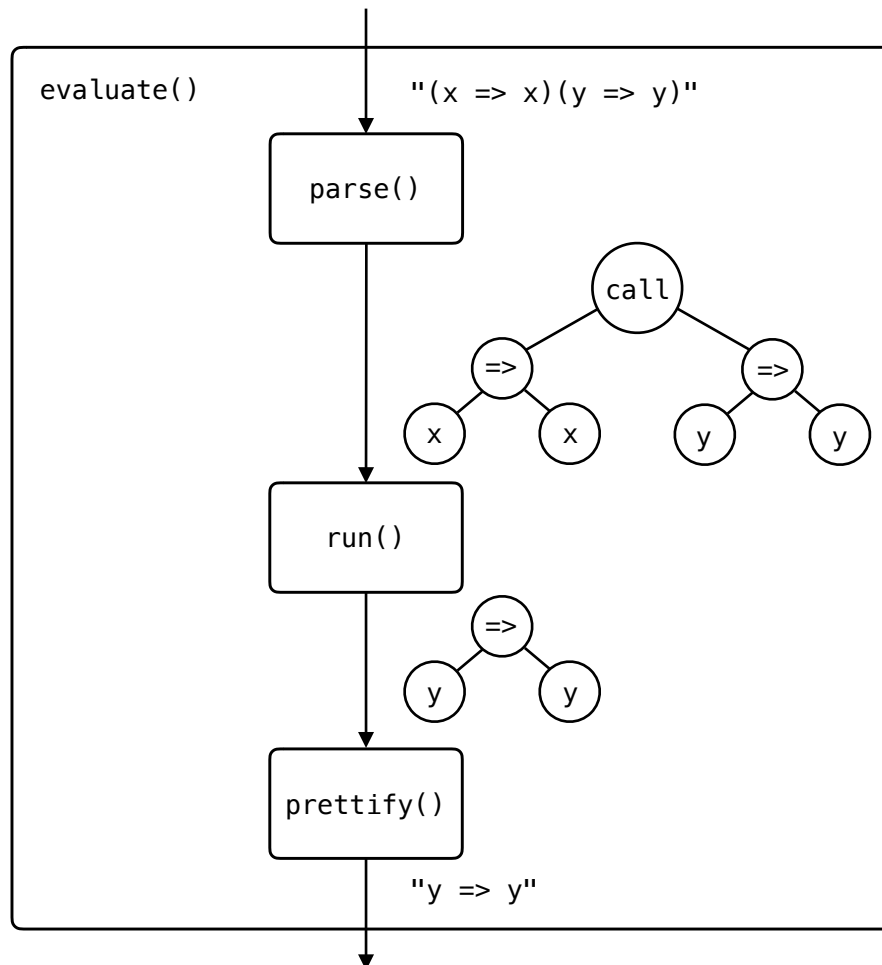 evaluate()
"(x => x)(y => y)"
parse()
call
=> =>
x x y y
run()
=>
y y
prettify()
"y => y"